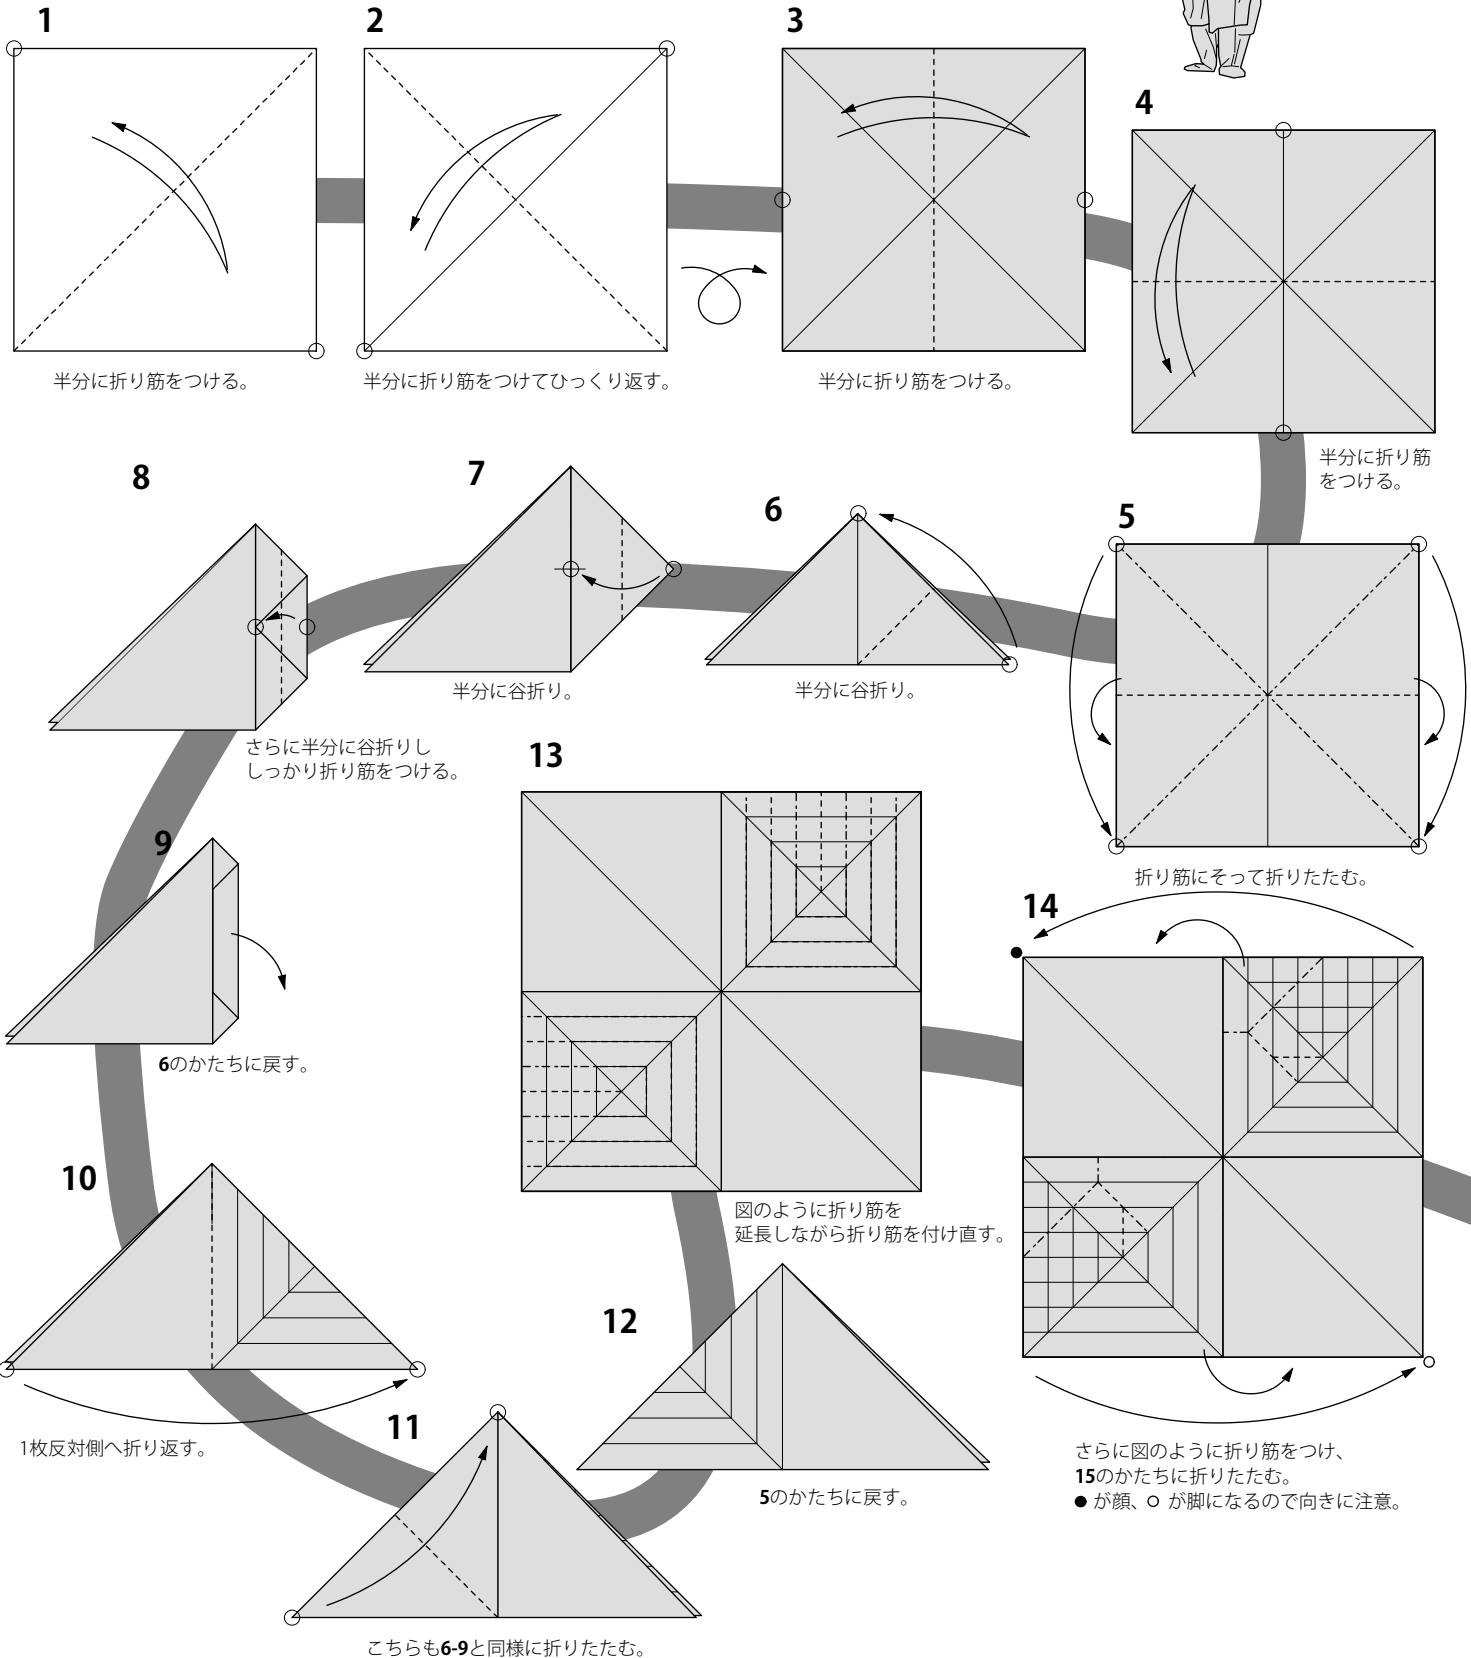 1
半分に折り筋をつける。
2
半分に折り筋をつけてひっくり返す。
3
半分に折り筋をつける。
4
半分に折り筋
をつける。
5
折り筋にそって折りたたむ。
6
半分に谷折り。
7
半分に谷折り。
8
さらに半分に谷折りし
しっかり折り筋をつける。
9
6のかたちに戻す。
10
1枚反対側へ折り返す。
11
こちらも6-9と同様に折りたたむ。
12
5のかたちに戻す。
13
図のように折り筋を
延長しながら折り筋を付け直す。
14
さらに図のように折り筋をつけ、
15のかたちに折りたたむ。
● が顔、○ が脚になるので向きに注意。